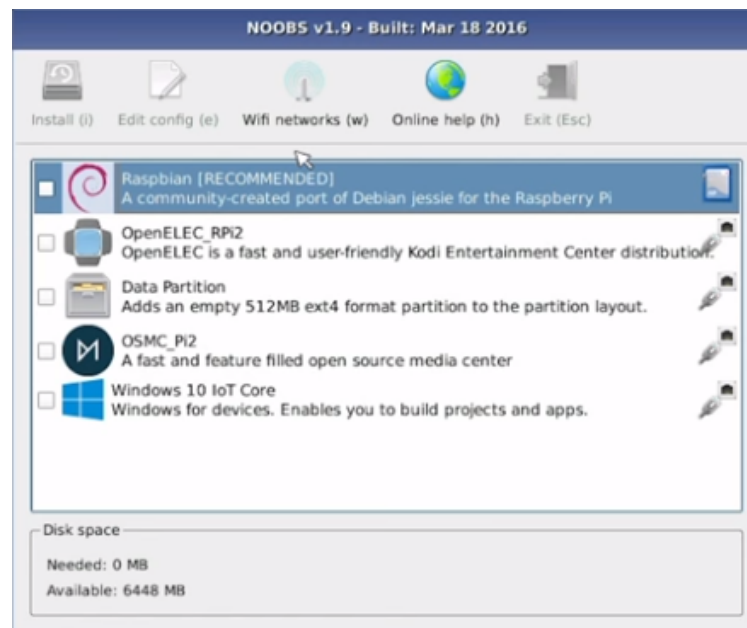 NOOBS v1.9 - Built: Mar 18 2016
Install (i) Edit config (e) Wifi networks (w) Online help (h) Exit (Esc)
Raspbian [RECOMMENDED]
A community-created port of Debian jessie for the Raspberry Pi
OpenELEC_RPi2
OpenELEC is a fast and user-friendly Kodi Entertainment Center distribution.
Data Partition
Adds an empty 512MB ext4 format partition to the partition layout.
OSMC_Pi2
A fast and feature filled open source media center
Windows 10 IoT Core
Windows for devices. Enables you to build projects and apps.
Disk space
Needed: 0 MB
Available: 6448 MB